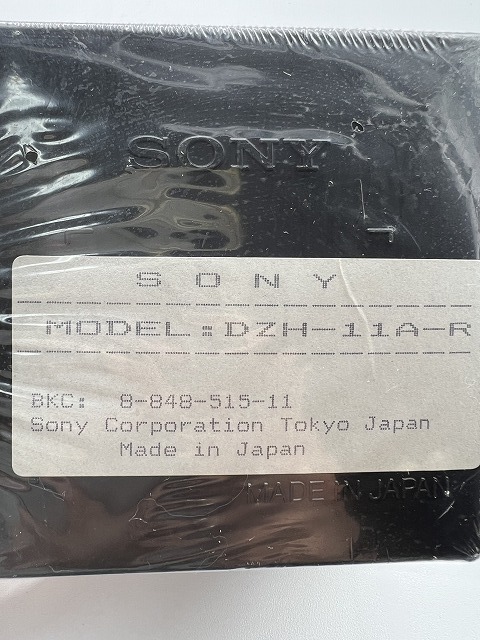 SONY
S O N Y
MODEL:DZH-11A-R
BKC: 8-848-515-11
Sony Corporation Tokyo Japan
Made in Japan
MADE IN JAPAN